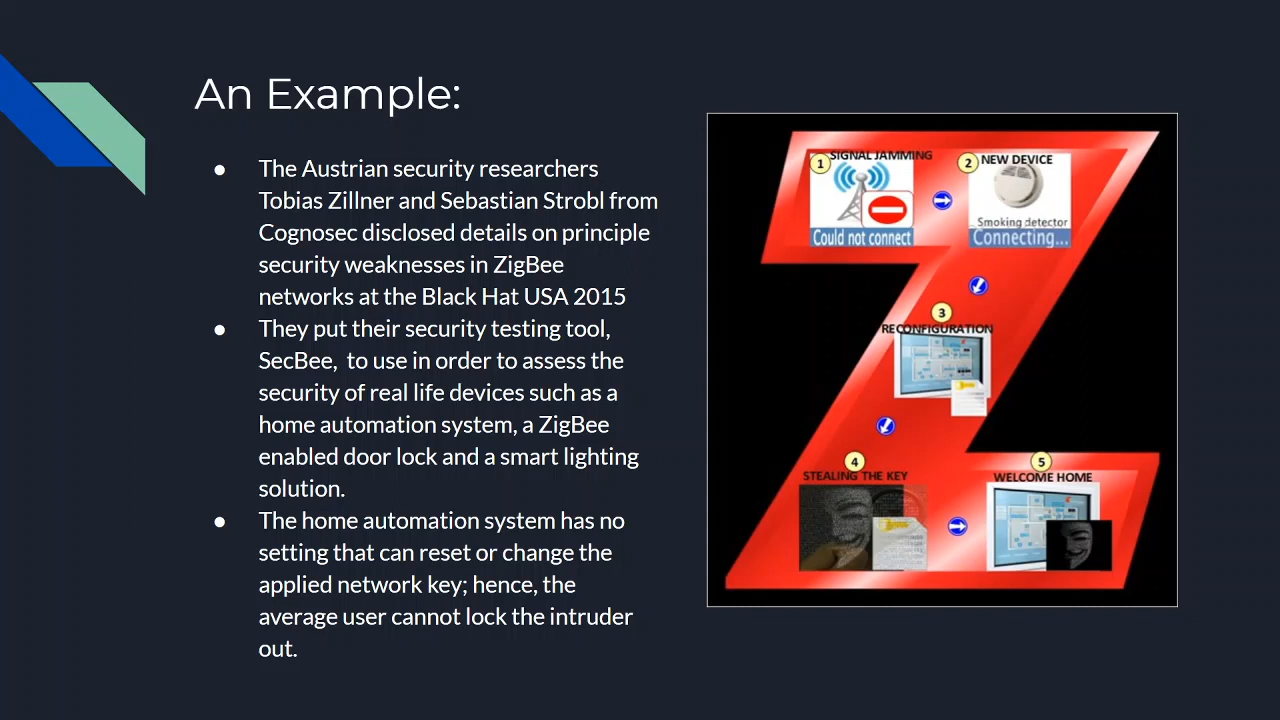 An Example:
● The Austrian security researchers
Tobias Zillner and Sebastian Strobl from
Cognosec disclosed details on principle
security weaknesses in ZigBee
networks at the Black Hat USA 2015
● They put their security testing tool,
SecBee, to use in order to assess the
security of real life devices such as a
home automation system, a ZigBee
enabled door lock and a smart lighting
solution.
● The home automation system has no
setting that can reset or change the
applied network key; hence, the
average user cannot lock the intruder
out.
1 SIGNAL JAMMING
Could not connect
2 NEW DEVICE
Smoking detector
Connecting...
3
RECONFIGURATION
4
STEALING THE KEY
5
WELCOME HOME